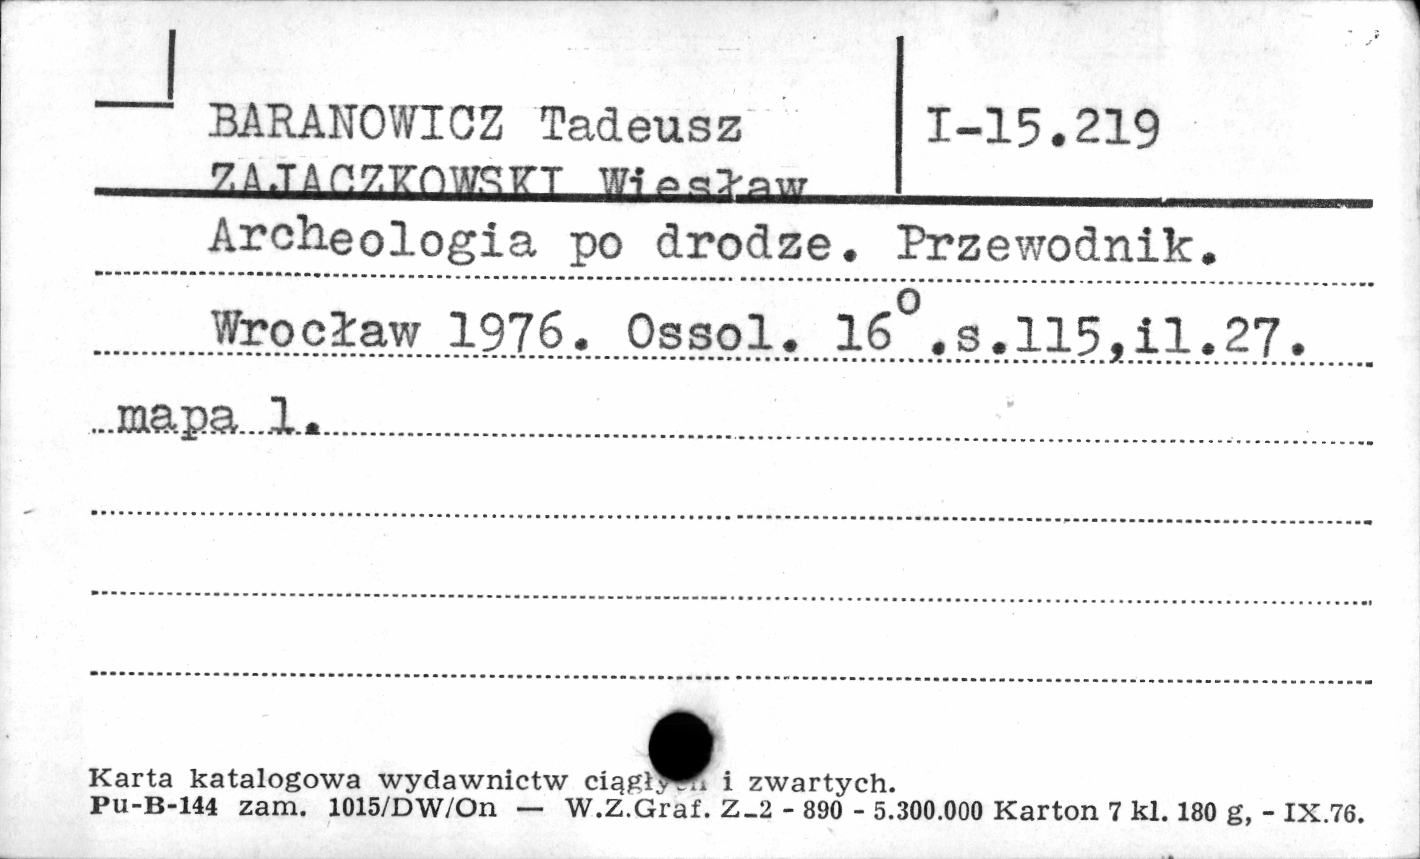 BARANOWICZ Tadeusz
I-15.219
ZAJACZKOWSKI Wiesław
Archeologia po drodze. Przewodnik.
Wrocław 1976. Ossol. 16°.s.115,il.27.
mapa 1.
Karta katalogowa wydawnictw ciągłych i zwartych.
Pu-B-144 zam. 1015/DW/On — W.Z.Graf. Z-2 - 890 - 5.300.000 Karton 7 kl. 180 g, - IX.76.